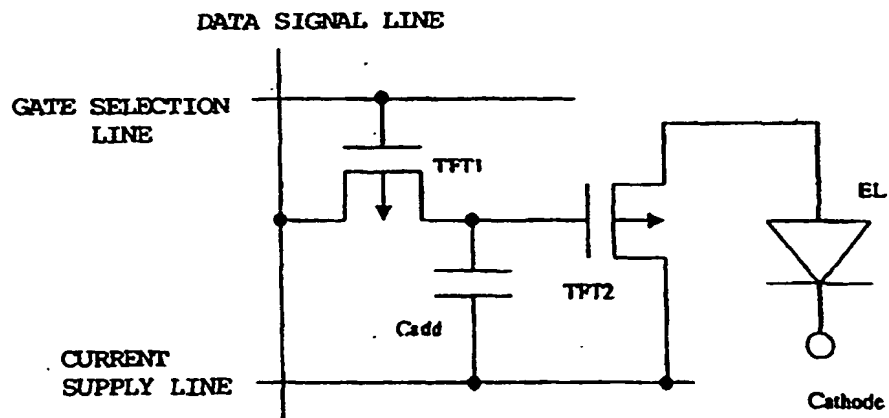 DATA SIGNAL LINE
GATE SELECTION
LINE
TFT1
EL
TFT2
Cadd
CURRENT
SUPPLY LINE
Cathode